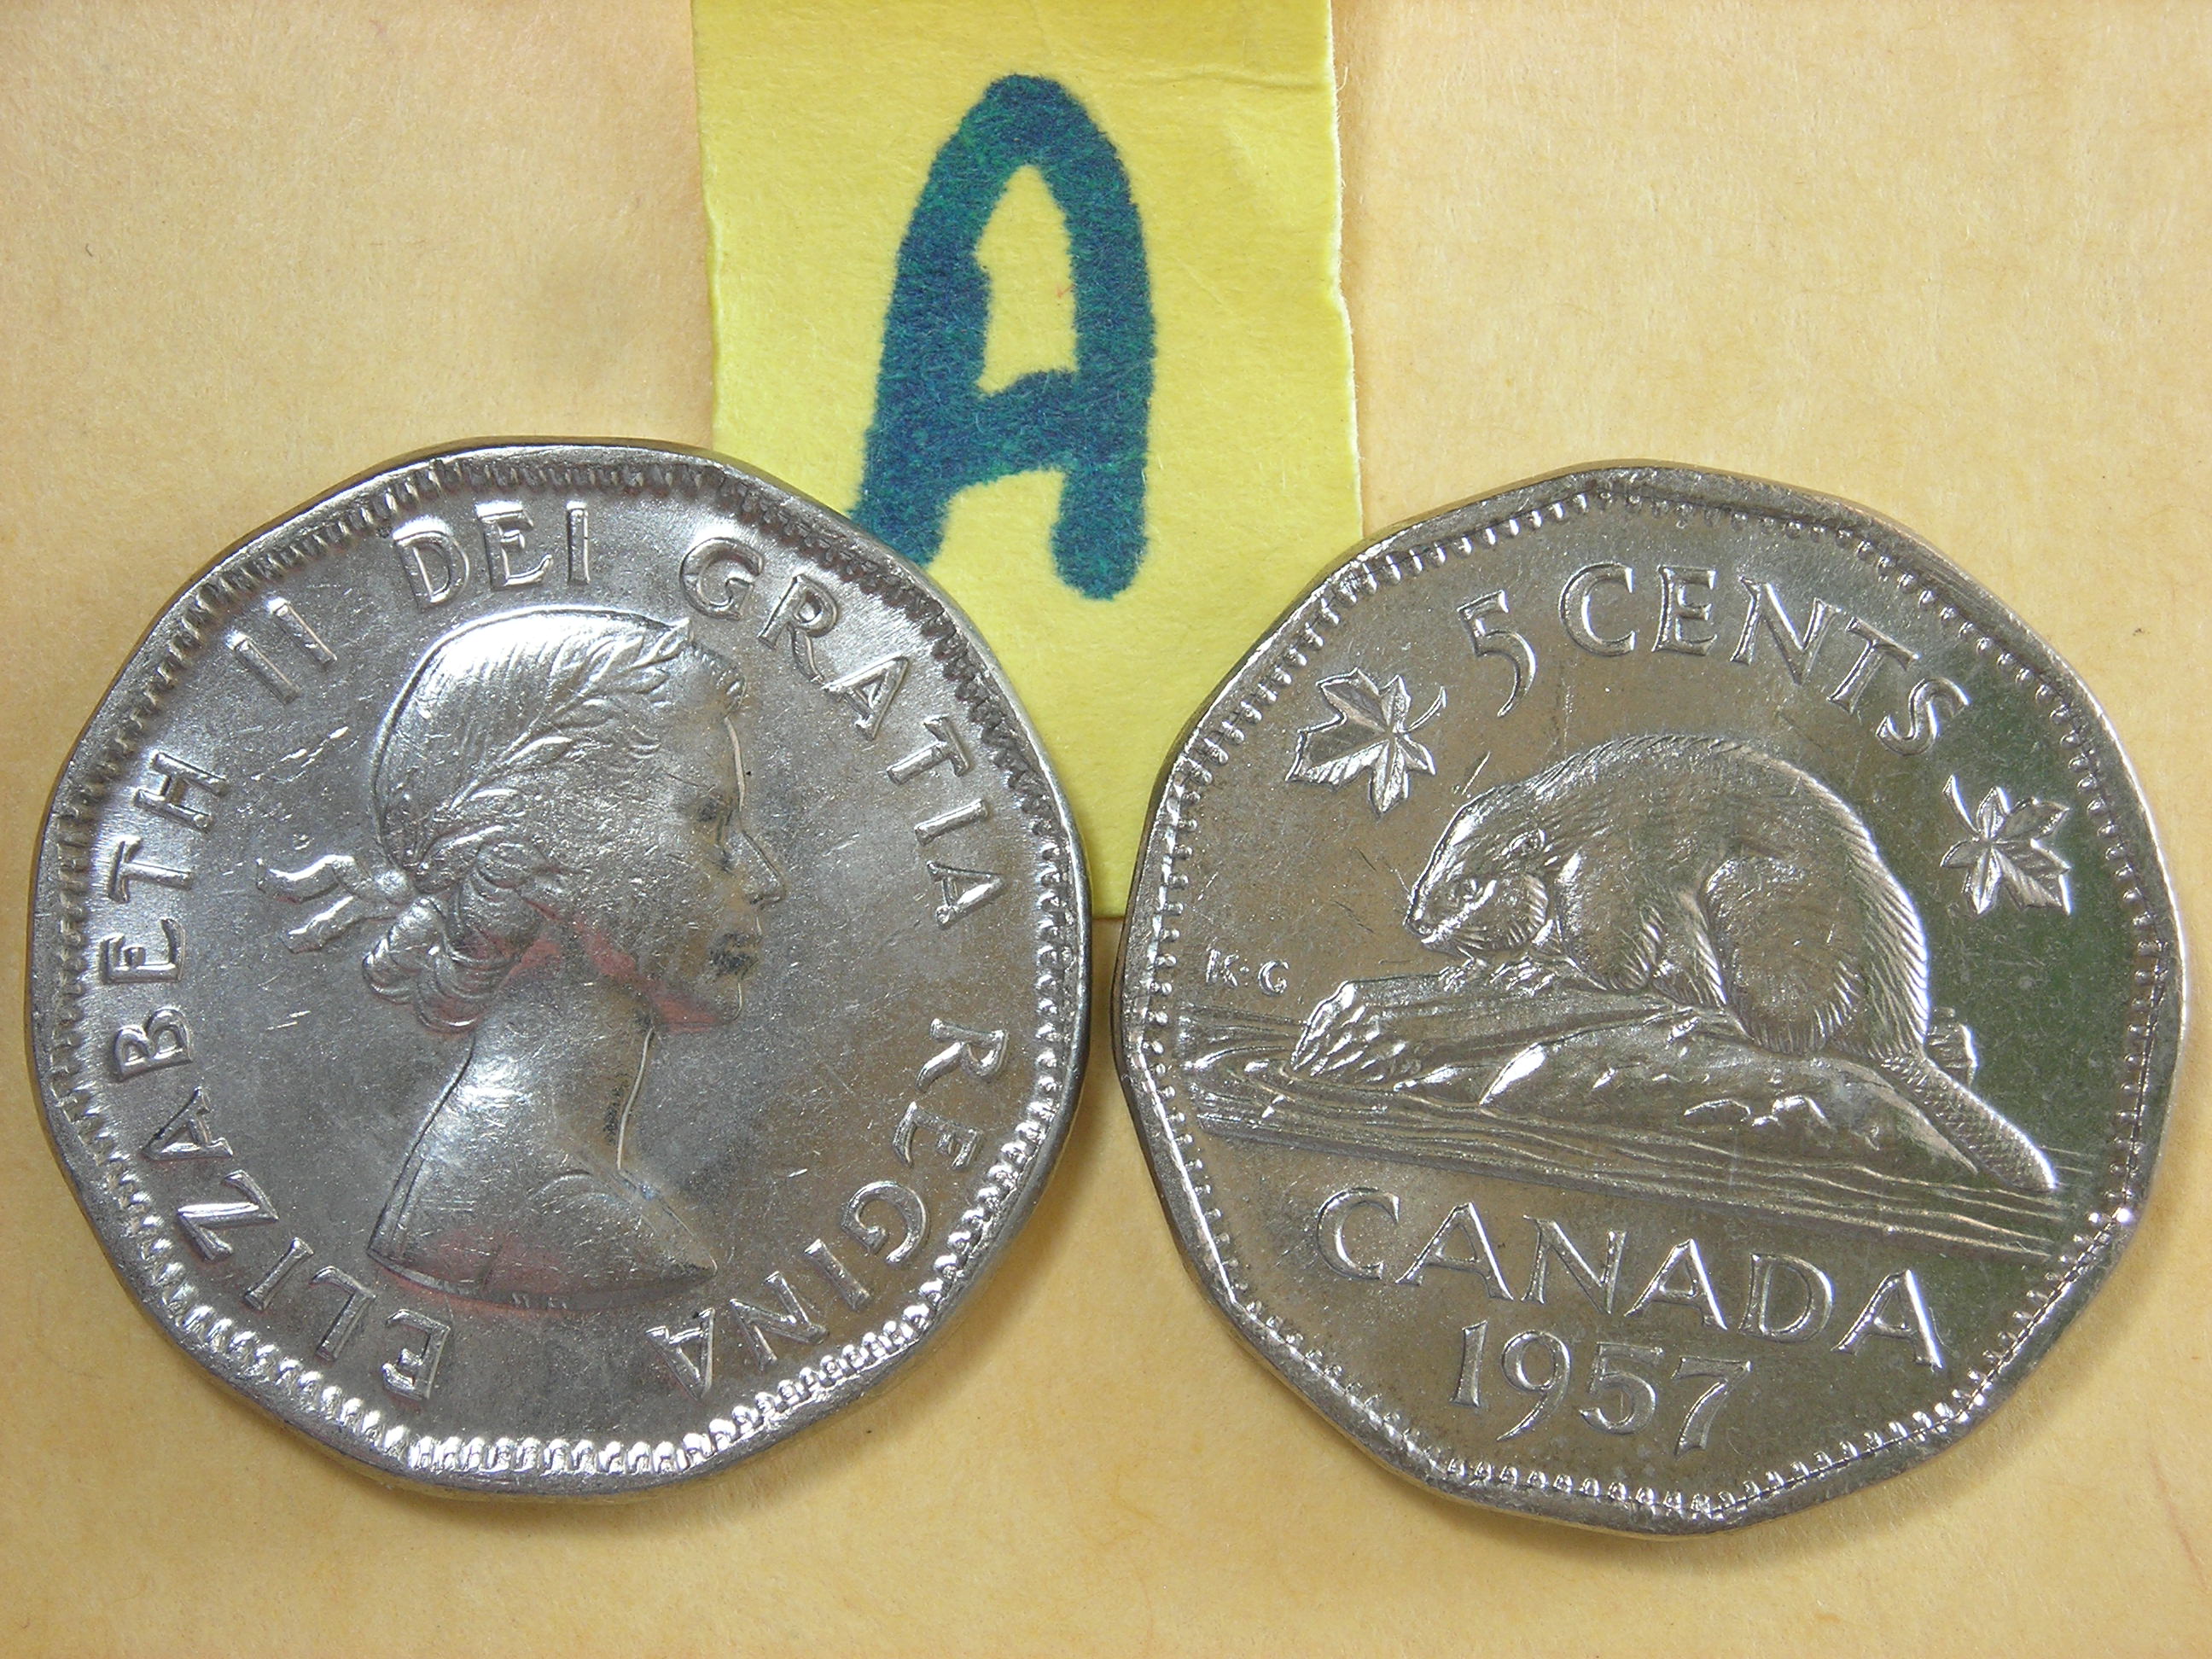 A
ELIZABETH II DEI GRATIA REGINA
5 CENTS
K·G
CANADA
1957